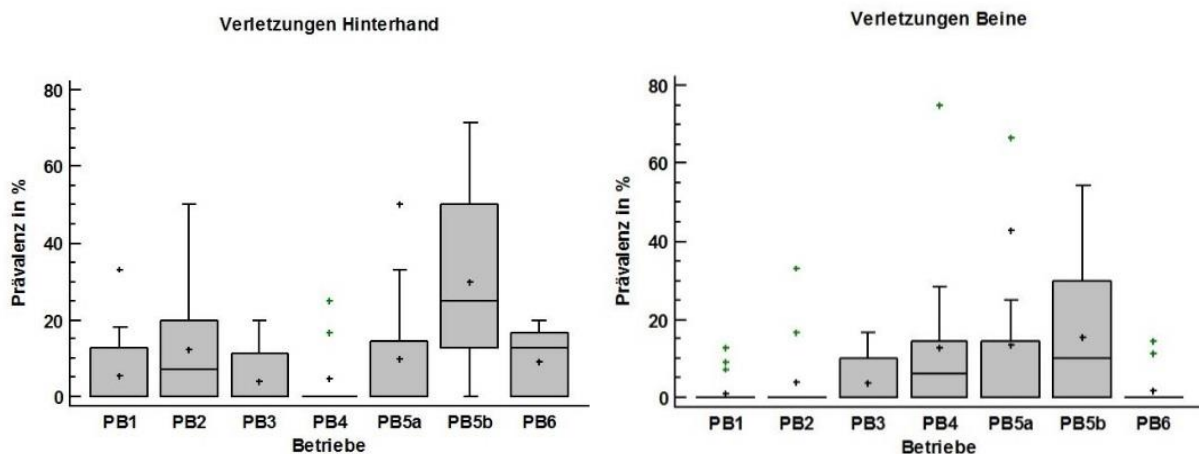 Verletzungen Hinterhand
Prävalenz in %
80
60
40
20
0
PB1 PB2 PB3 PB4 PB5a PB5b PB6
Betriebe
Verletzungen Beine
Prävalenz in %
80
60
40
20
0
PB1 PB2 PB3 PB4 PB5a PB5b PB6
Betriebe